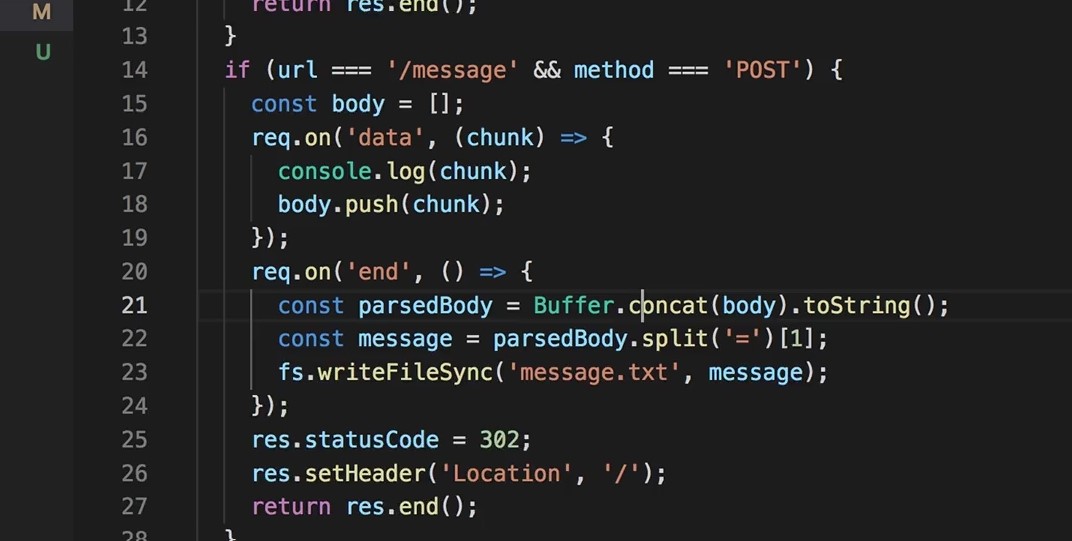 M
U
12 return res.end();
13 }
14 if (url === '/message' && method === 'POST') {
15 const body = [];
16 req.on('data', (chunk) => {
17 console.log(chunk);
18 body.push(chunk);
19 });
20 req.on('end', () => {
21 const parsedBody = Buffer.concat(body).toString();
22 const message = parsedBody.split('=')[1];
23 fs.writeFileSync('message.txt', message);
24 });
25 res.statusCode = 302;
26 res.setHeader('Location', '/');
27 return res.end();
28 }